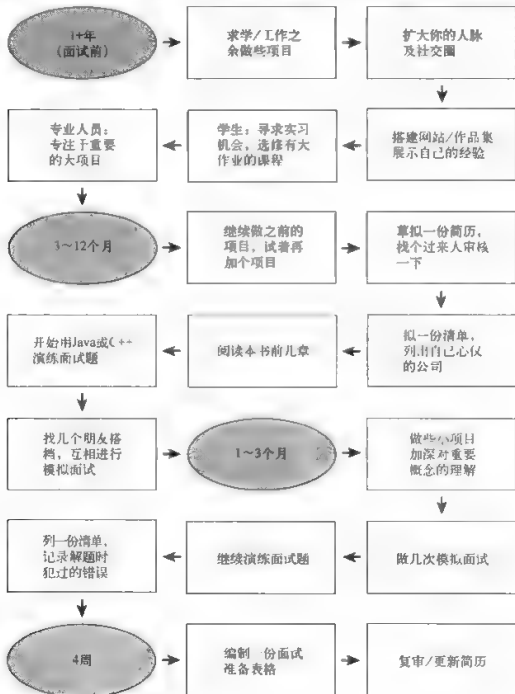 1+年
(面试前)
求学/工作之
余做些项目
扩大你的人脉
及社交圈
搭建网站/作品集
展示自己的经验
学生：寻求实习
机会，选修有大
作业的课程
专业人员：
专注于重要
的大项目
3～12个月
继续做之前的
项目，试着再
加个项目
草拟一份简历，
找个过来人审核
一下
拟一份清单，
列出自己心仪
的公司
阅读本书前几章
开始用Java或C++
演练面试题
找几个朋友搭
档，互相进行
模拟面试
1～3个月
做些小项目
加深对重要
概念的理解
做几次模拟面试
继续演练面试题
列一份清单，
记录解题时
犯过的错误
4周
编制一份面试
准备表格
复审/更新简历